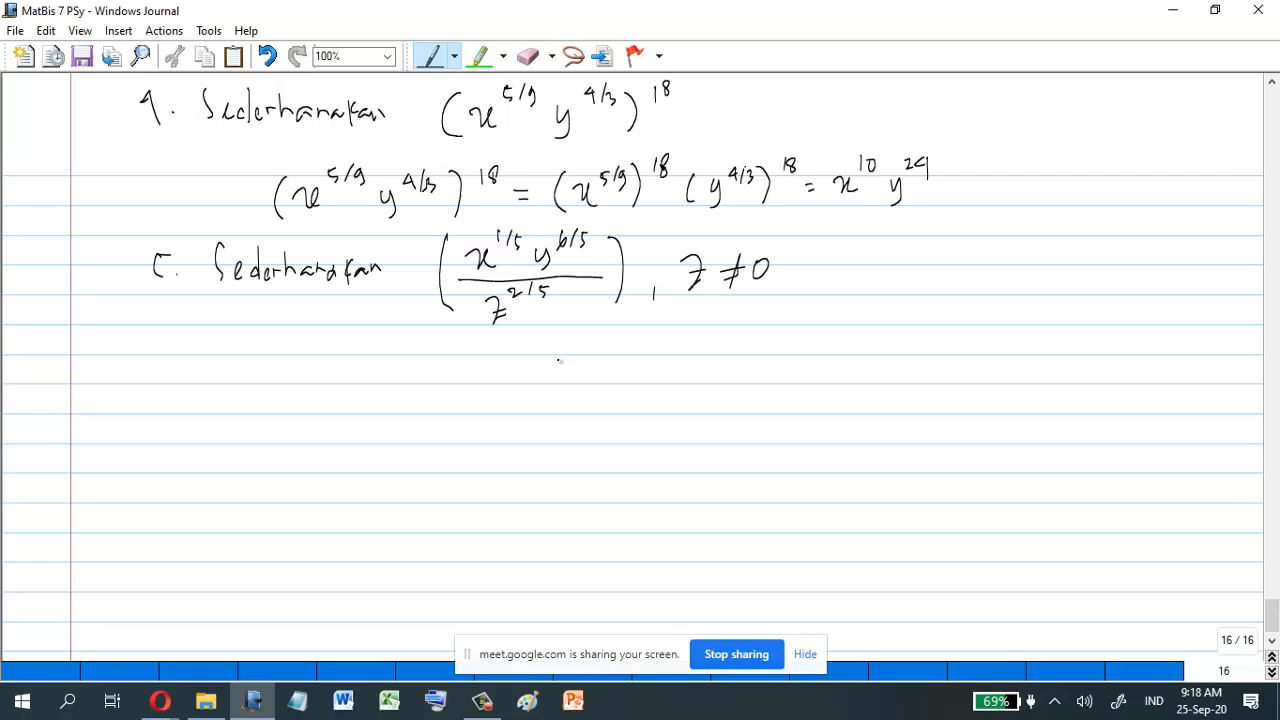 MatBis 7 PSy - Windows Journal
File Edit View Insert Actions Tools Help
100%
4. Sederhanakan (x^{5/9} y^{4/3})^{18}
(x^{5/9} y^{4/3})^{18} = (x^{5/9})^{18} (y^{4/3})^{18} = x^{10} y^{24}
5. Sederhanakan (x^{1/5} y^{6/5} / z^{2/5}), z ≠ 0
16 / 16
meet.google.com is sharing your screen. Stop sharing Hide
16
69% IND 9:18 AM
25-Sep-20